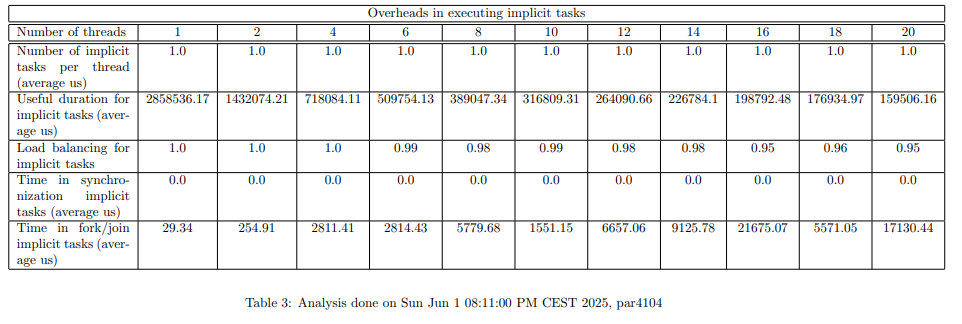 Overheads in executing implicit tasks
Number of threads 1 2 4 6 8 10 12 14 16 18 20
Number of implicit 1.0 1.0 1.0 1.0 1.0 1.0 1.0 1.0 1.0 1.0 1.0
tasks per thread
(average us)
Useful duration for 2858536.17 1432074.21 718084.11 509754.13 389047.34 316809.31 264090.66 226784.1 198792.48 176934.97 159506.16
implicit tasks (aver-
age us)
Load balancing for 1.0 1.0 1.0 0.99 0.98 0.99 0.98 0.98 0.95 0.96 0.95
implicit tasks
Time in synchro- 0.0 0.0 0.0 0.0 0.0 0.0 0.0 0.0 0.0 0.0 0.0
nization implicit
tasks (average us)
Time in fork/join 29.34 254.91 2811.41 2814.43 5779.68 1551.15 6657.06 9125.78 21675.07 5571.05 17130.44
implicit tasks (aver-
age us)
Table 3: Analysis done on Sun Jun 1 08:11:00 PM CEST 2025, par4104